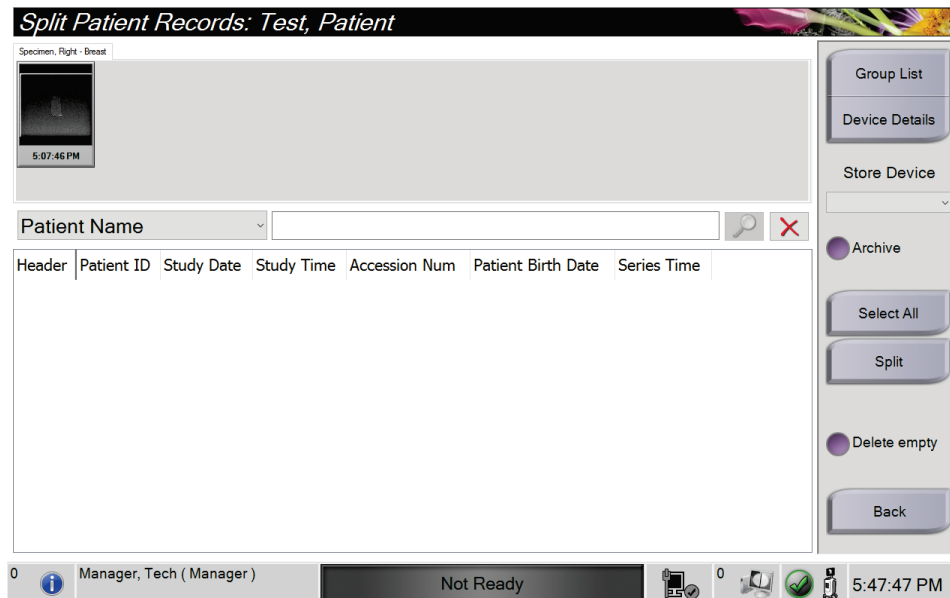 Split Patient Records: Test, Patient
Specimen, Right - Breast
5:07:46 PM
Group List
Device Details
Store Device
Archive
Select All
Split
Delete empty
Back
Patient Name
Header Patient ID Study Date Study Time Accession Num Patient Birth Date Series Time
0 Manager, Tech ( Manager ) Not Ready 0 5:47:47 PM